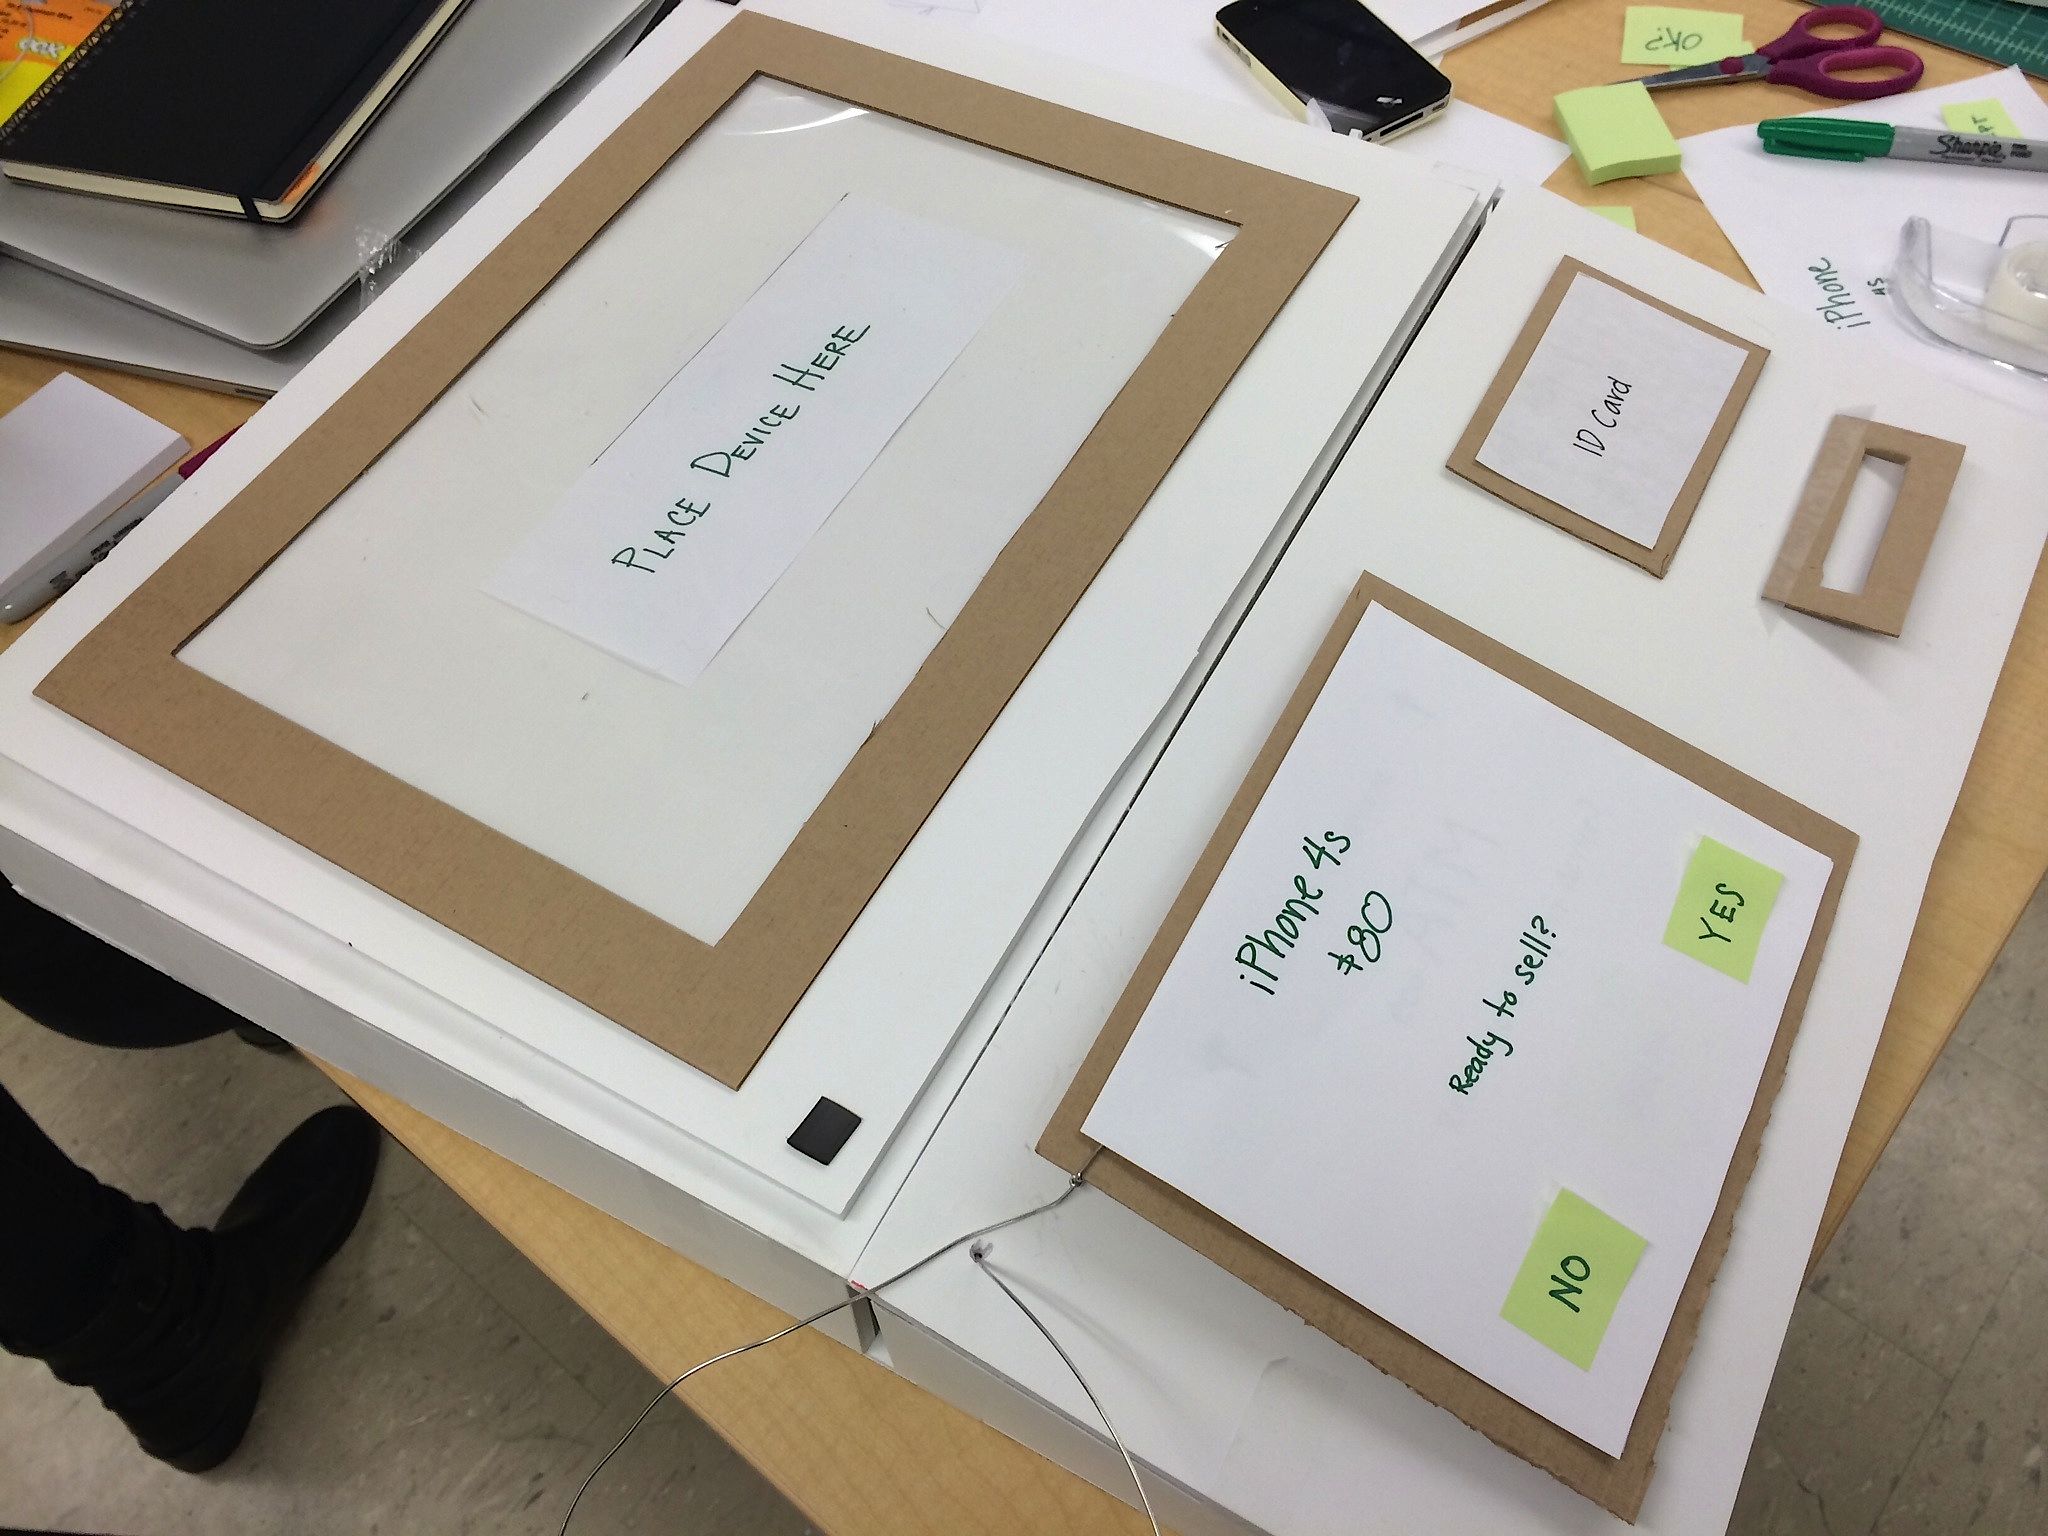 PLACE DEVICE HERE
ID Card
iPhone 4s
$80
Ready to sell?
YES
NO
OK?
Sharpie
iPhone
4s